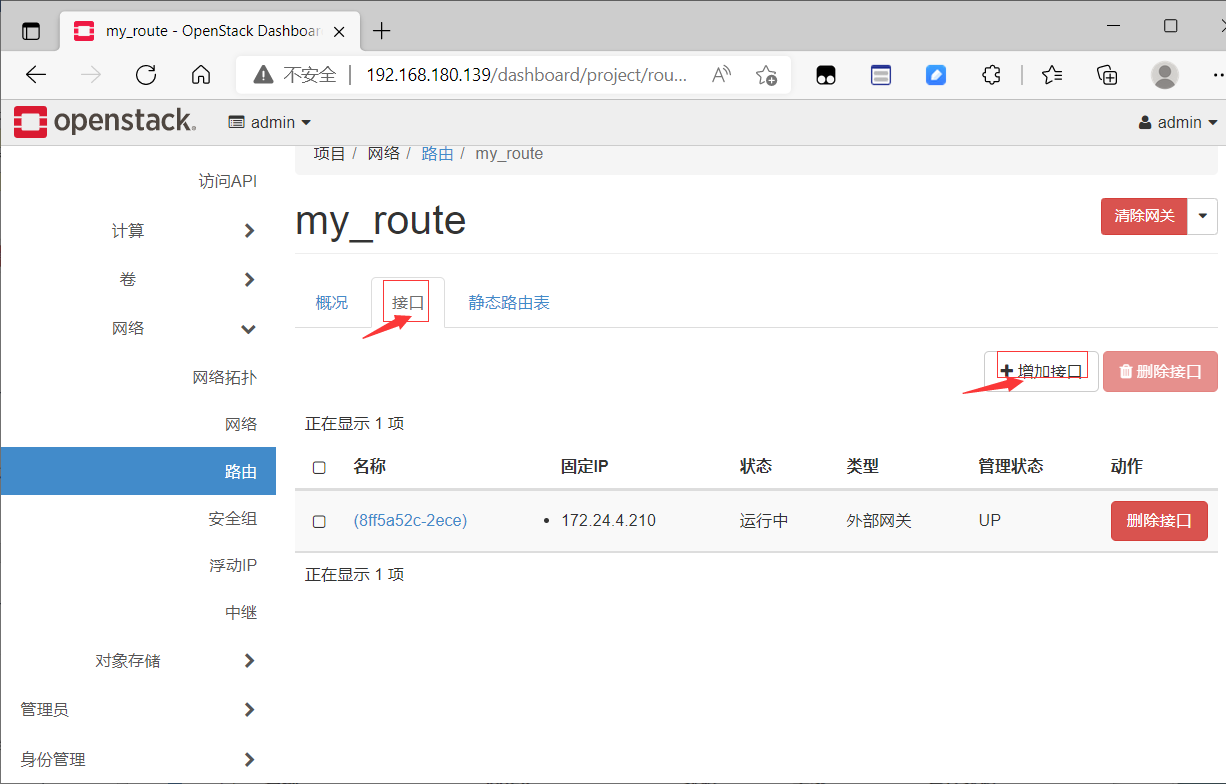 my_route - OpenStack Dashboar
不安全 192.168.180.139/dashboard/project/rou...
openstack. admin admin
项目 / 网络 / 路由 / my_route
访问API
计算
卷
网络
网络拓扑
网络
路由
安全组
浮动IP
中继
对象存储
管理员
身份管理
my_route
清除网关
概况 接口 静态路由表
增加接口 删除接口
正在显示 1 项
名称 固定IP 状态 类型 管理状态 动作
(8ff5a52c-2ece) • 172.24.4.210 运行中 外部网关 UP 删除接口
正在显示 1 项